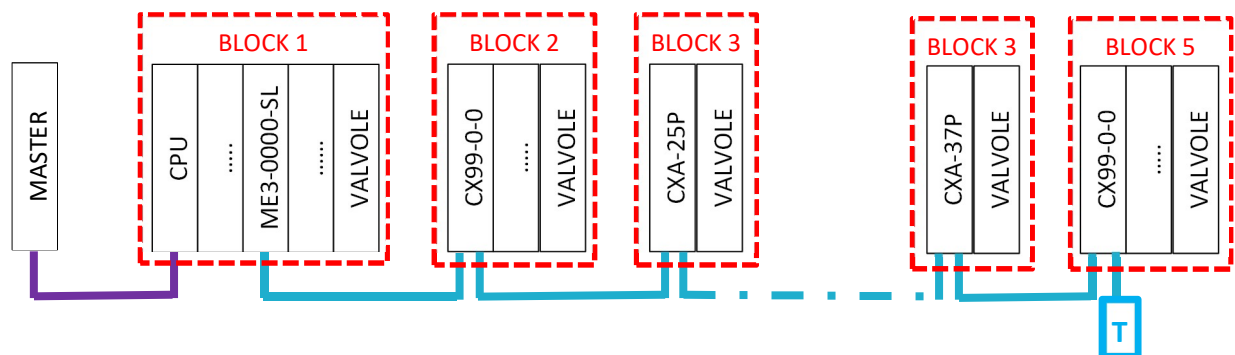 BLOCK 1
BLOCK 2
BLOCK 3
BLOCK 3
BLOCK 5
MASTER
CPU
.....
ME3-0000-SL
......
VALVOLE
CX99-0-0
.....
VALVOLE
CXA-25P
VALVOLE
CXA-37P
VALVOLE
CX99-0-0
.....
VALVOLE
T